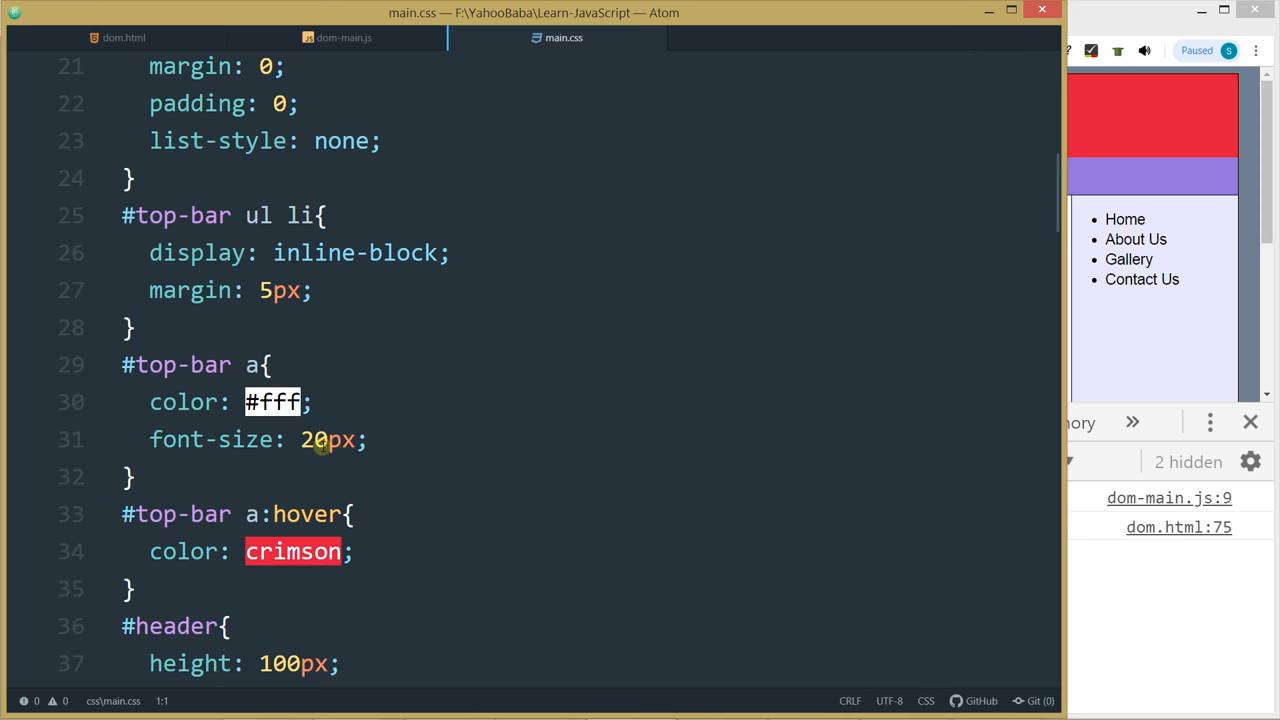 main.css — F:\YahooBaba\Learn-JavaScript — Atom
dom.html
dom-main.js
main.css
21 margin: 0;
22 padding: 0;
23 list-style: none;
24 }
25 #top-bar ul li{
26 display: inline-block;
27 margin: 5px;
28 }
29 #top-bar a{
30 color: #fff;
31 font-size: 20px;
32 }
33 #top-bar a:hover{
34 color: crimson;
35 }
36 #header{
37 height: 100px;
0 0 css\main.css 1:1 CRLF UTF-8 CSS GitHub Git (0)
Paused S
Home
About Us
Gallery
Contact Us
2 hidden
dom-main.js:9
dom.html:75